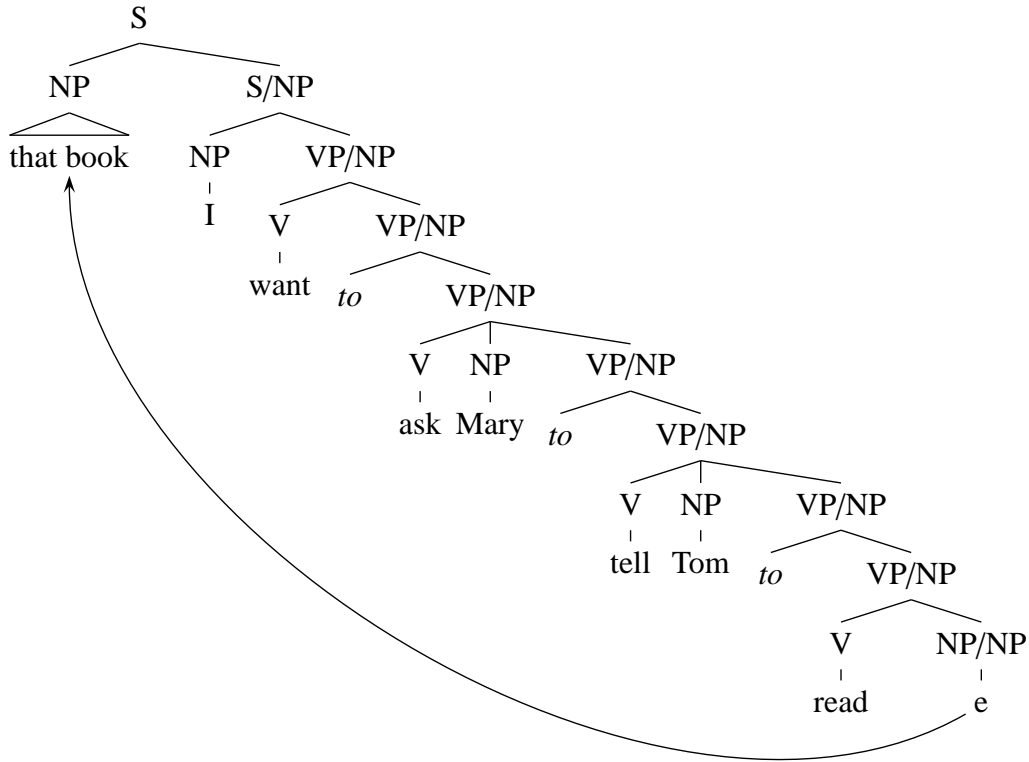 S
NP S/NP
that book NP VP/NP
I V VP/NP
want to VP/NP
V NP VP/NP
ask Mary to VP/NP
V NP VP/NP
tell Tom to VP/NP
V NP/NP
read e